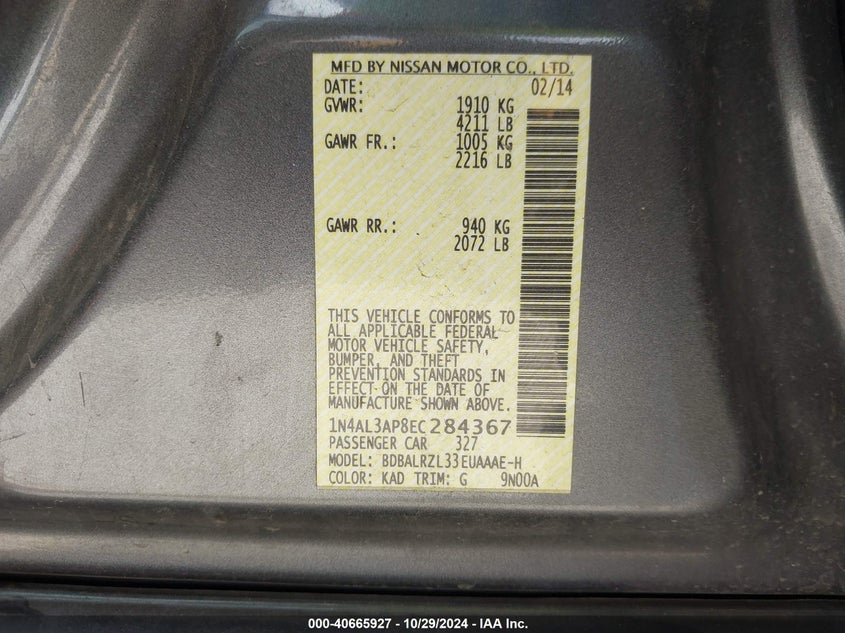 MFD BY NISSAN MOTOR CO., LTD.
DATE: 02/14
GVWR: 1910 KG
4211 LB
GAWR FR.: 1005 KG
2216 LB
GAWR RR.: 940 KG
2072 LB
THIS VEHICLE CONFORMS TO
ALL APPLICABLE FEDERAL
MOTOR VEHICLE SAFETY,
BUMPER, AND THEFT
PREVENTION STANDARDS IN
EFFECT ON THE DATE OF
MANUFACTURE SHOWN ABOVE.
1N4AL3AP8EC284367
PASSENGER CAR 327
MODEL: BDBALRZL33EUAAAE-H
COLOR: KAD TRIM: G 9N00A
000-40665927 / 10/29/2024 - IAA Inc.